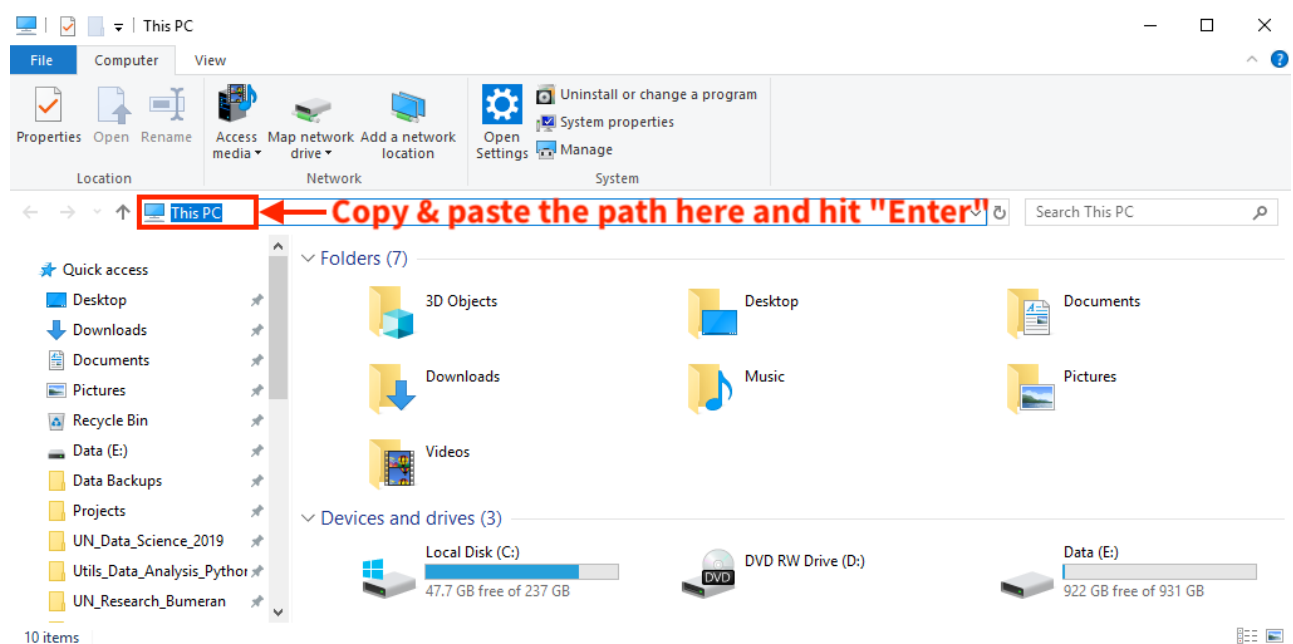 This PC
File Computer View
Properties Open Rename
Access media
Map network drive
Add a network location
Open Settings
Uninstall or change a program
System properties
Manage
Location Network System
This PC
Copy & paste the path here and hit "Enter"
Search This PC
Quick access
Desktop
Downloads
Documents
Pictures
Recycle Bin
Data (E:)
Data Backups
Projects
UN_Data_Science_2019
Utils_Data_Analysis_Python
UN_Research_Bumeran
Folders (7)
3D Objects
Desktop
Documents
Downloads
Music
Pictures
Videos
Devices and drives (3)
Local Disk (C:)
47.7 GB free of 237 GB
DVD RW Drive (D:)
DVD
Data (E:)
922 GB free of 931 GB
10 items